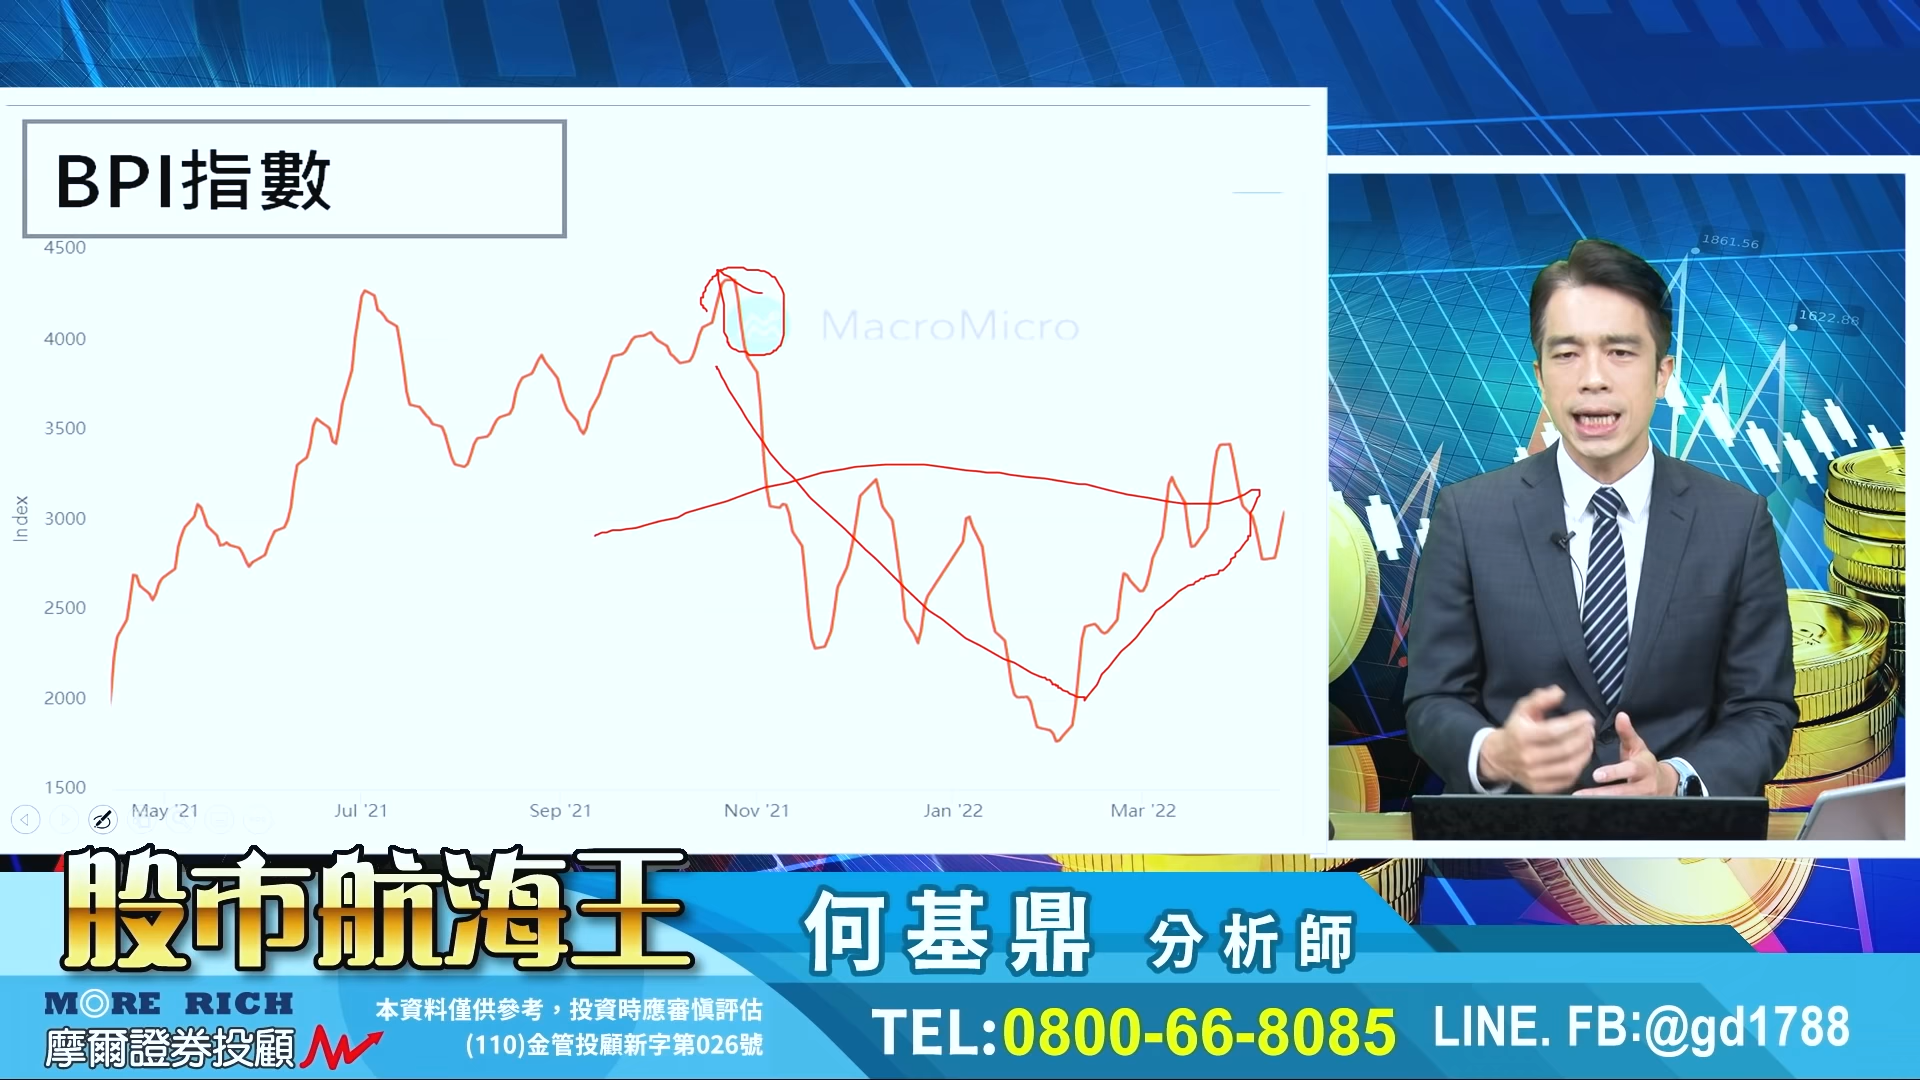 BPI指數
4500
4000
3500
3000
2500
2000
1500
Index
MacroMicro
May '21
Jul '21
Sep '21
Nov '21
Jan '22
Mar '22
1861.56
1622.88
股市航海王
何基鼎 分析師
MORE RICH
摩爾證券投顧
本資料僅供參考，投資時應審慎評估
(110)金管投顧新字第026號
TEL:0800-66-8085
LINE. FB:@gd1788